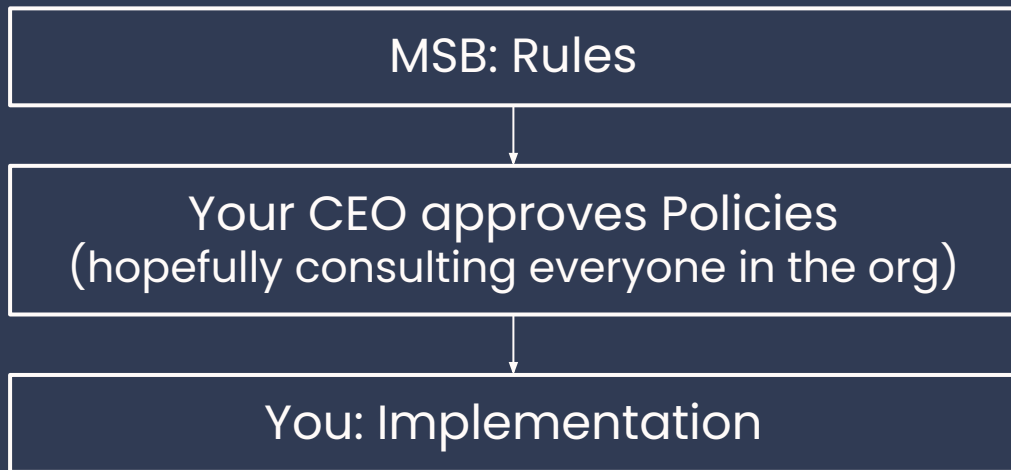 MSB: Rules
Your CEO approves Policies
(hopefully consulting everyone in the org)
You: Implementation